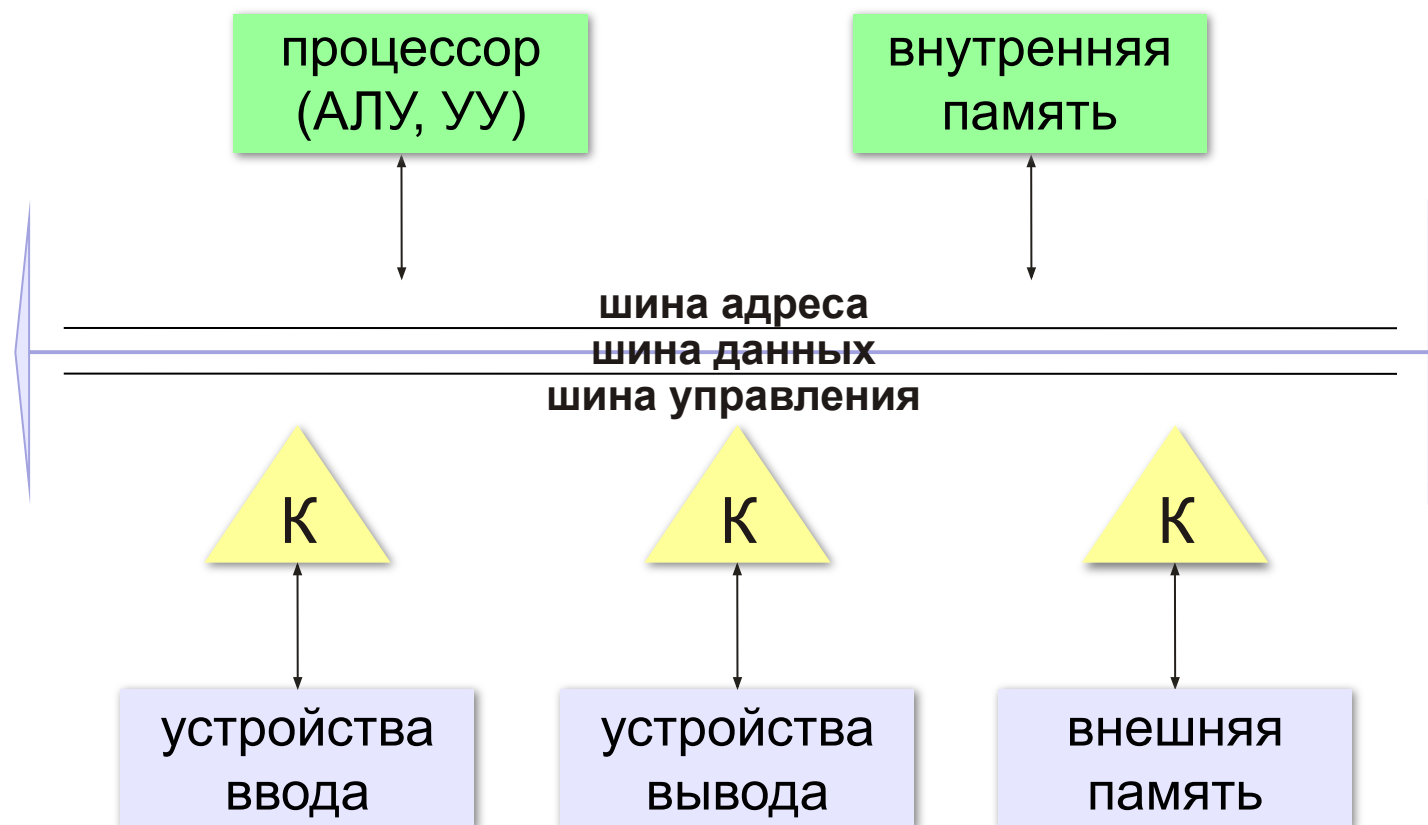 процессор
(АЛУ, УУ)
внутренняя
память
шина адреса
шина данных
шина управления
К
К
К
устройства
ввода
устройства
вывода
внешняя
память